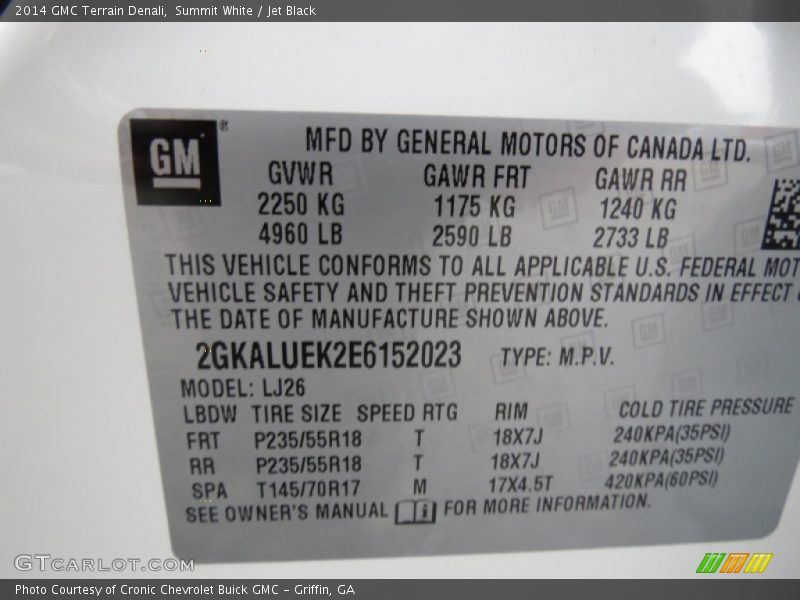 2014 GMC Terrain Denali, Summit White / Jet Black
GM®
MFD BY GENERAL MOTORS OF CANADA LTD.
GVWR GAWR FRT GAWR RR
2250 KG 1175 KG 1240 KG
4960 LB 2590 LB 2733 LB
THIS VEHICLE CONFORMS TO ALL APPLICABLE U.S. FEDERAL MOT
VEHICLE SAFETY AND THEFT PREVENTION STANDARDS IN EFFECT
THE DATE OF MANUFACTURE SHOWN ABOVE.
2GKALUEK2E6152023 TYPE: M.P.V.
MODEL: LJ26
LBDW TIRE SIZE SPEED RTG RIM COLD TIRE PRESSURE
FRT P235/55R18 T 18X7J 240KPA(35PSI)
RR P235/55R18 T 18X7J 240KPA(35PSI)
SPA T145/70R17 M 17X4.5T 420KPA(60PSI)
SEE OWNER'S MANUAL i FOR MORE INFORMATION.
GTCARLOT.COM
Photo Courtesy of Cronic Chevrolet Buick GMC - Griffin, GA